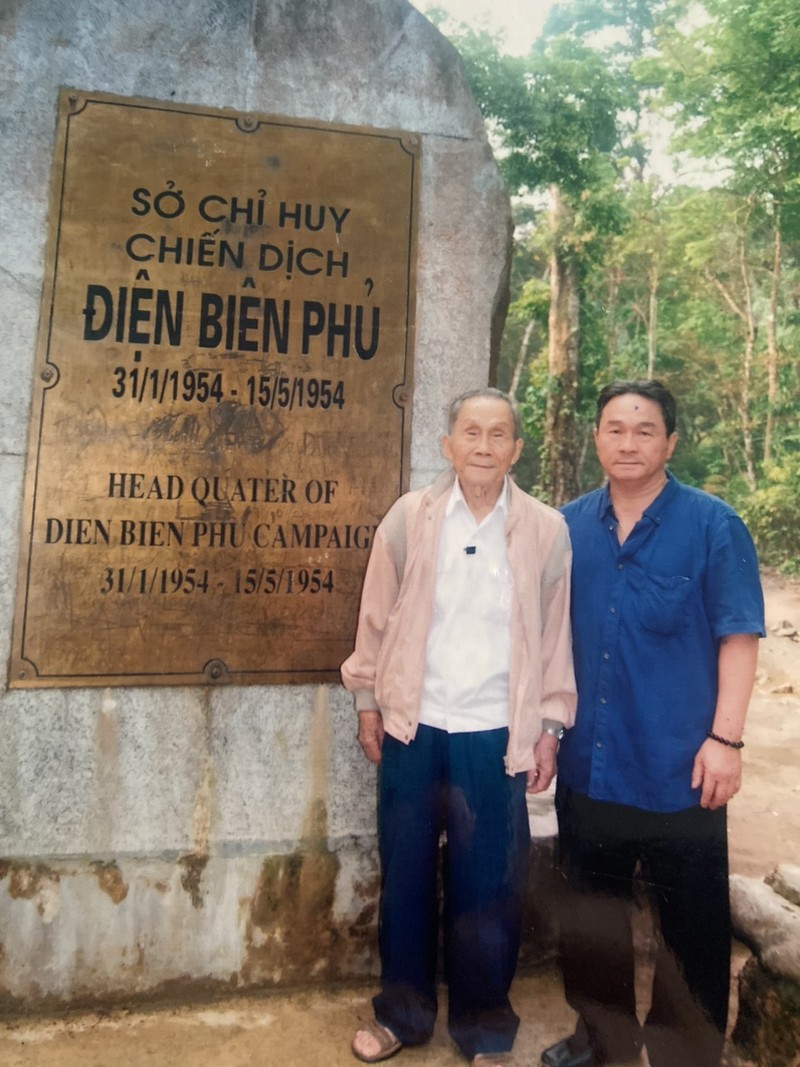 SỞ CHỈ HUY
CHIẾN DỊCH
ĐIỆN BIÊN PHỦ
31/1/1954 - 15/5/1954
HEAD QUATER OF
DIEN BIEN PHU CAMPAIG
31/1/1954 - 15/5/1954